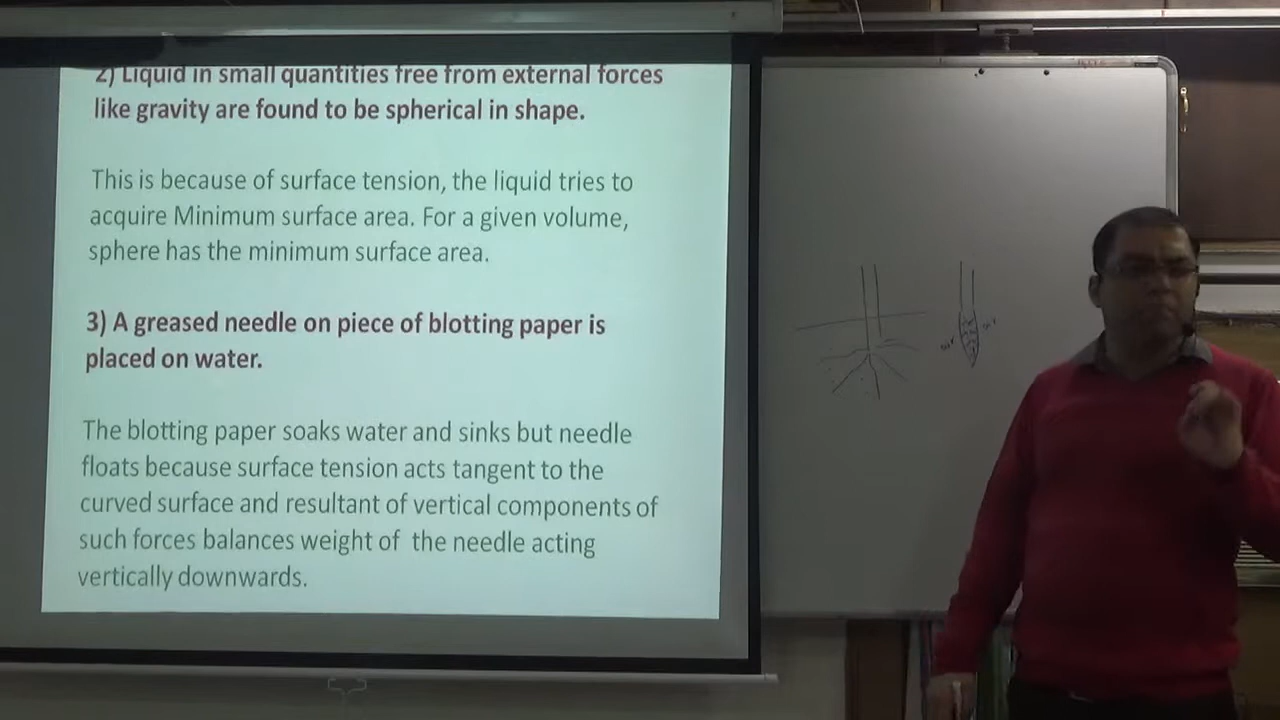 2) Liquid in small quantities free from external forces
like gravity are found to be spherical in shape.
This is because of surface tension, the liquid tries to
acquire Minimum surface area. For a given volume,
sphere has the minimum surface area.
3) A greased needle on piece of blotting paper is
placed on water.
The blotting paper soaks water and sinks but needle
floats because surface tension acts tangent to the
curved surface and resultant of vertical components of
such forces balances weight of the needle acting
vertically downwards.